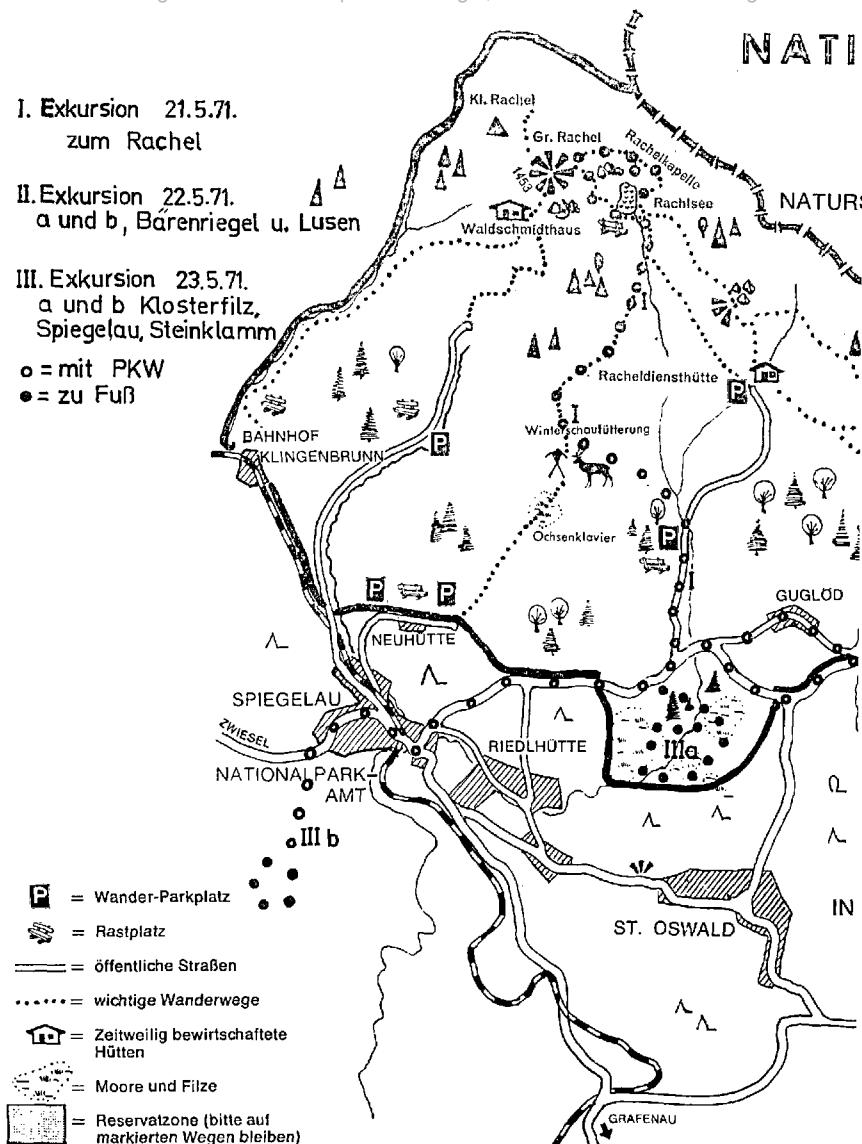 NATI
I. Exkursion 21.5.71.
zum Rachel
II. Exkursion 22.5.71.
a und b, Bärenriegel u. Lusen
III. Exkursion 23.5.71.
a und b Klosterfilz,
Spiegelau, Steinklamm
o = mit PKW
● = zu Fuß
Kl. Rachel
Gr. Rachel
1453
Rachelkapelle
Rachlsee
NATURS
Waldschmidthaus
I
Racheldiensthütte
P
I
Winterschaufütterung
BAHNHOF
KLINGENBRUNN
P
Ochsenklavier
P
I
P
P
GUGLÖD
NEUHÜTTE
SPIEGELAU
ZWIESEL
RIEDLHÜTTE
IIIa
NATIONALPARK-
AMT
III b
ST. OSWALD
IN
P = Wander-Parkplatz
= Rastplatz
= öffentliche Straßen
= wichtige Wanderwege
= Zeitweilig bewirtschaftete
Hütten
= Moore und Filze
= Reservatzone (bitte auf
markierten Wegen bleiben)
GRAFENAU